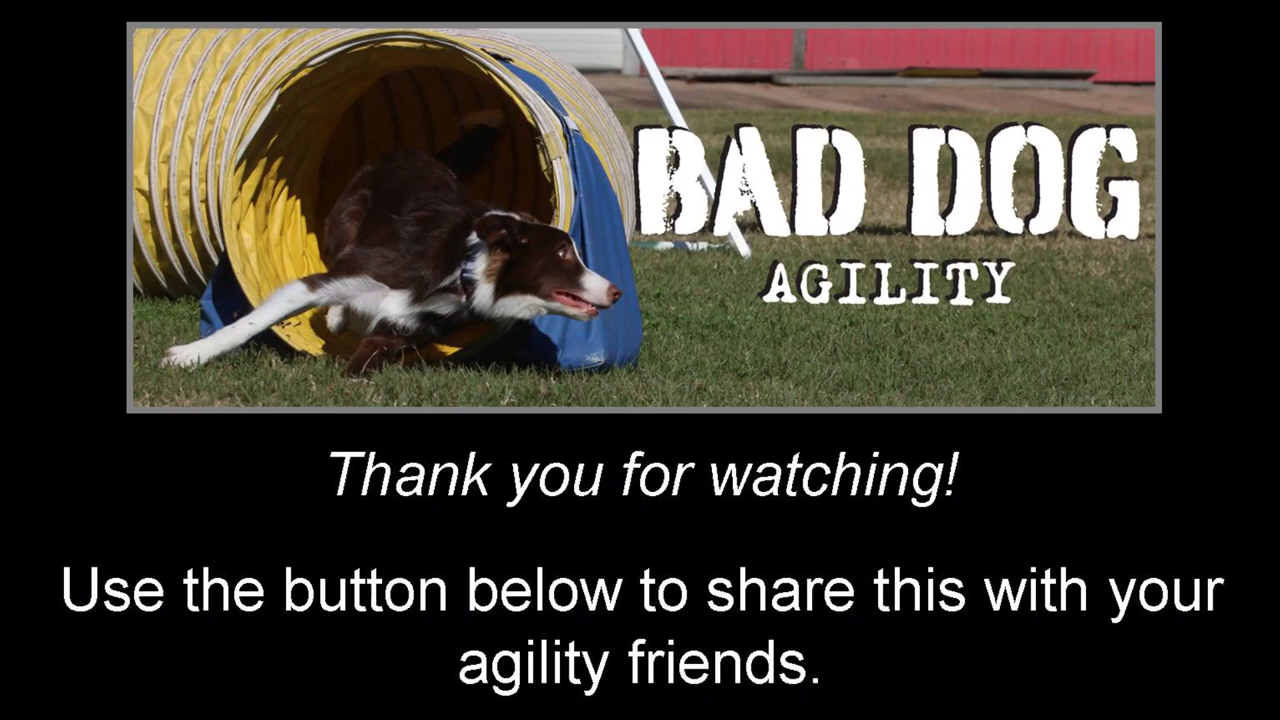 BAD DOG
AGILITY
Thank you for watching!
Use the button below to share this with your
agility friends.